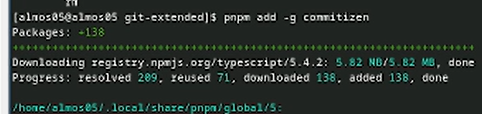 [almos05@almos05 git-extended]$ pnpm add -g commitizen
Packages: +138
++++++++++++++++++++++++++++++++++++++++++++++++++++++++++++++++
Downloading registry.npmjs.org/typescript/5.4.2: 5.82 MB/5.82 MB, done
Progress: resolved 209, reused 71, downloaded 138, added 138, done
/home/almos05/.local/share/pnpm/global/5: